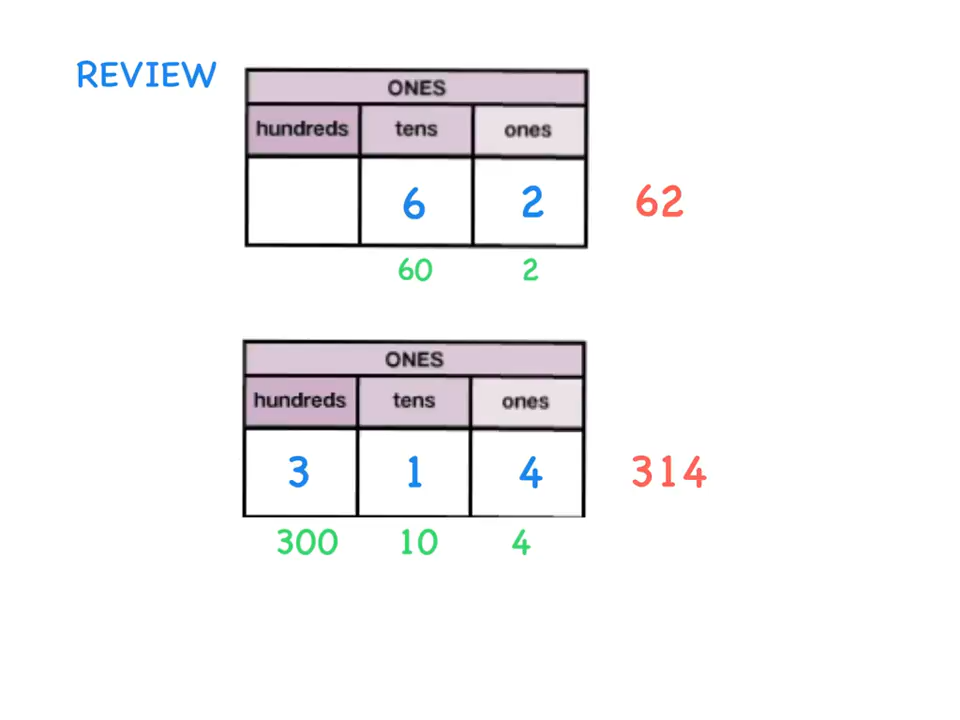 REVIEW
ONES
hundreds tens ones
6 2 62
60 2
ONES
hundreds tens ones
3 1 4 314
300 10 4